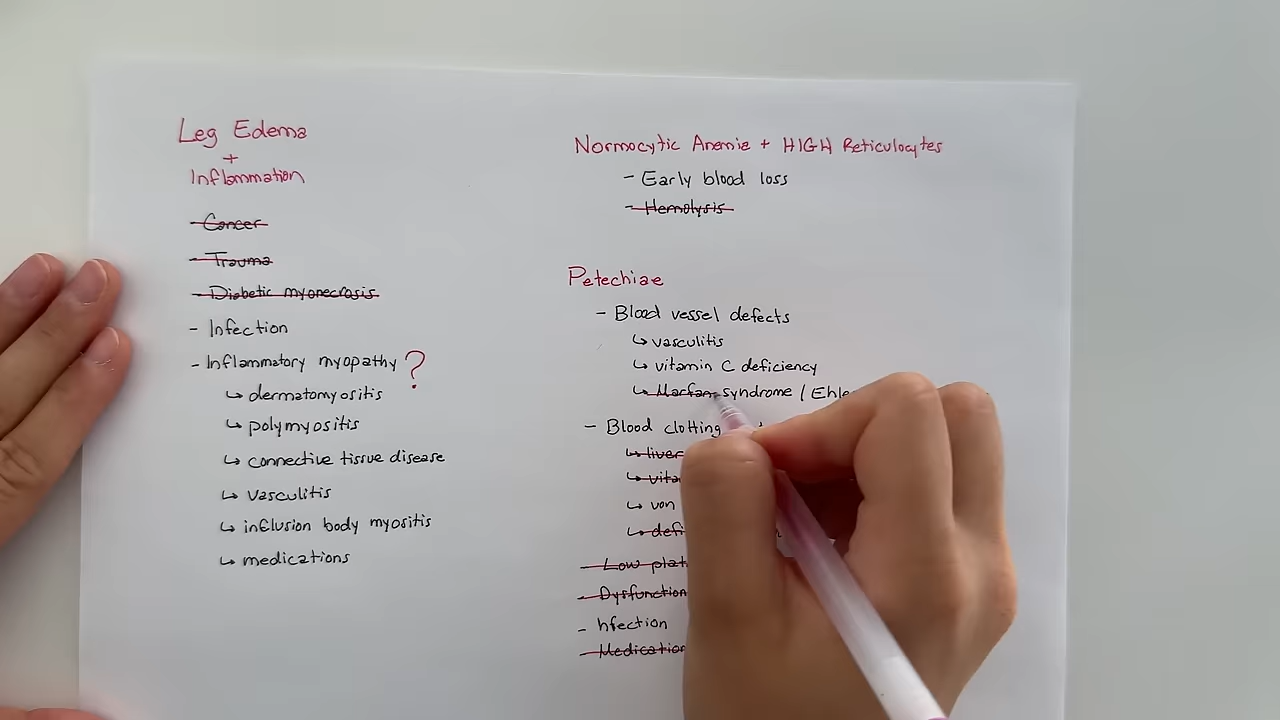 Leg Edema
+
Inflammation
- Cancer
- Trauma
- Diabetic myonecrosis
- Infection
- Inflammatory myopathy ?
↳ dermatomyositis
↳ polymyositis
↳ connective tissue disease
↳ vasculitis
↳ inclusion body myositis
↳ medications
Normocytic Anemia + HIGH Reticulocytes
- Early blood loss
- Hemolysis
Petechiae
- Blood vessel defects
↳ vasculitis
↳ vitamin C deficiency
↳ Marfan syndrome / Ehle
- Blood clotting
↳ liver
↳ vita
↳ von
↳ defi
- Low plat
- Dysfunction
- Infection
- Medication